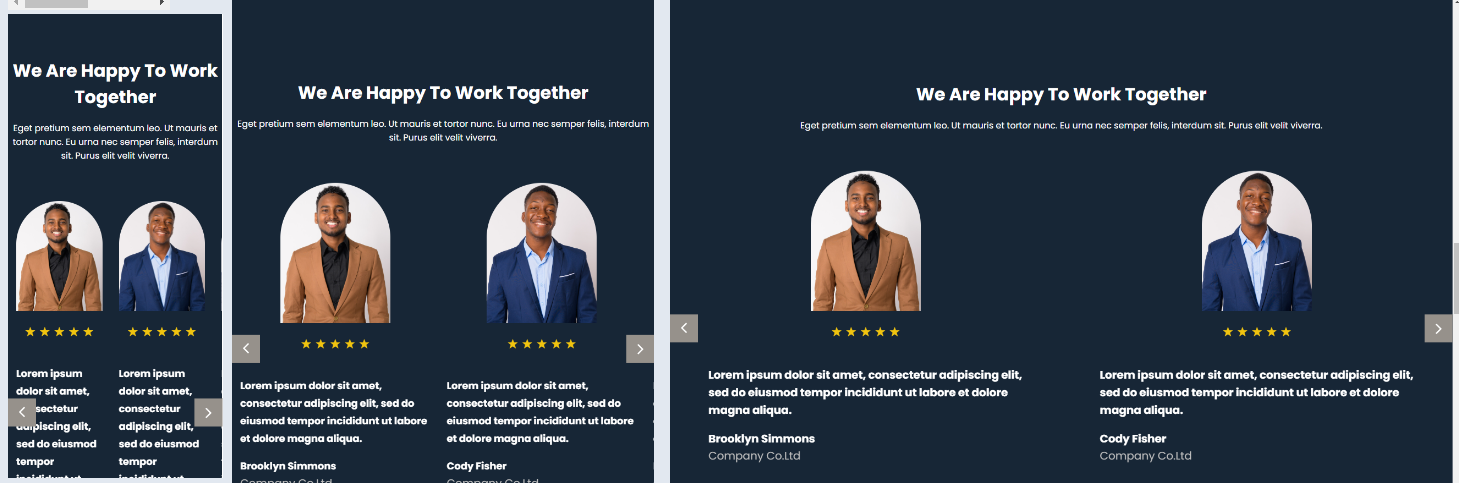 We Are Happy To Work
Together
Eget pretium sem elementum leo. Ut mauris et
tortor nunc. Eu urna nec semper felis, interdum
sit. Purus elit velit viverra.
Lorem ipsum
dolor sit amet,
consectetur
adipiscing elit,
sed do eiusmod
tempor
incididunt ut
Lorem ipsum
dolor sit amet,
consectetur
adipiscing elit,
sed do eiusmod
tempor
incididunt ut
We Are Happy To Work Together
Eget pretium sem elementum leo. Ut mauris et tortor nunc. Eu urna nec semper felis, interdum
sit. Purus elit velit viverra.
Lorem ipsum dolor sit amet,
consectetur adipiscing elit, sed do
eiusmod tempor incididunt ut labore
et dolore magna aliqua.
Brooklyn Simmons
Company Co.Ltd
Lorem ipsum dolor sit amet,
consectetur adipiscing elit, sed do
eiusmod tempor incididunt ut labore
et dolore magna aliqua.
Cody Fisher
Company Co.Ltd
We Are Happy To Work Together
Eget pretium sem elementum leo. Ut mauris et tortor nunc. Eu urna nec semper felis, interdum sit. Purus elit velit viverra.
Lorem ipsum dolor sit amet, consectetur adipiscing elit,
sed do eiusmod tempor incididunt ut labore et dolore
magna aliqua.
Brooklyn Simmons
Company Co.Ltd
Lorem ipsum dolor sit amet, consectetur adipiscing elit,
sed do eiusmod tempor incididunt ut labore et dolore
magna aliqua.
Cody Fisher
Company Co.Ltd